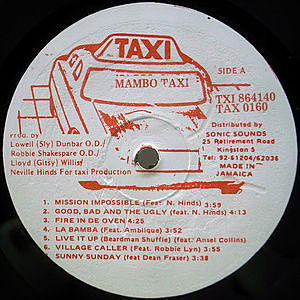 TAXI
MAMBO TAXI
SIDE A
TXI 864140
TAX 0160
Prod. by
Lowell (Sly) Dunbar O.D./
Robbie Shakespare O.D./
Lloyd (Gitsy) Willis/
Neville Hinds For taxi Production
Distributed by
SONIC SOUNDS
25 Retirement Road
Kingston 5
Tel: 92-61204/62036
MADE IN
JAMAICA
1. MISSION IMPOSSIBLE (Feat. N. Hinds) 3:59
2. GOOD, BAD AND THE UGLY (feat. N. Hinds) 4:13
3. FIRE IN DE OVEN 4:25
4. LA BAMBA (Feat. Amblique) 3:52
5. LIVE IT UP (Beardman Shuffle) (feat. Ansel Collins)
6. VILLAGE CALLER (feat. Robbie Lyn) 3:55
7. SUNNY SUNDAY (feat Dean Fraser) 3:38